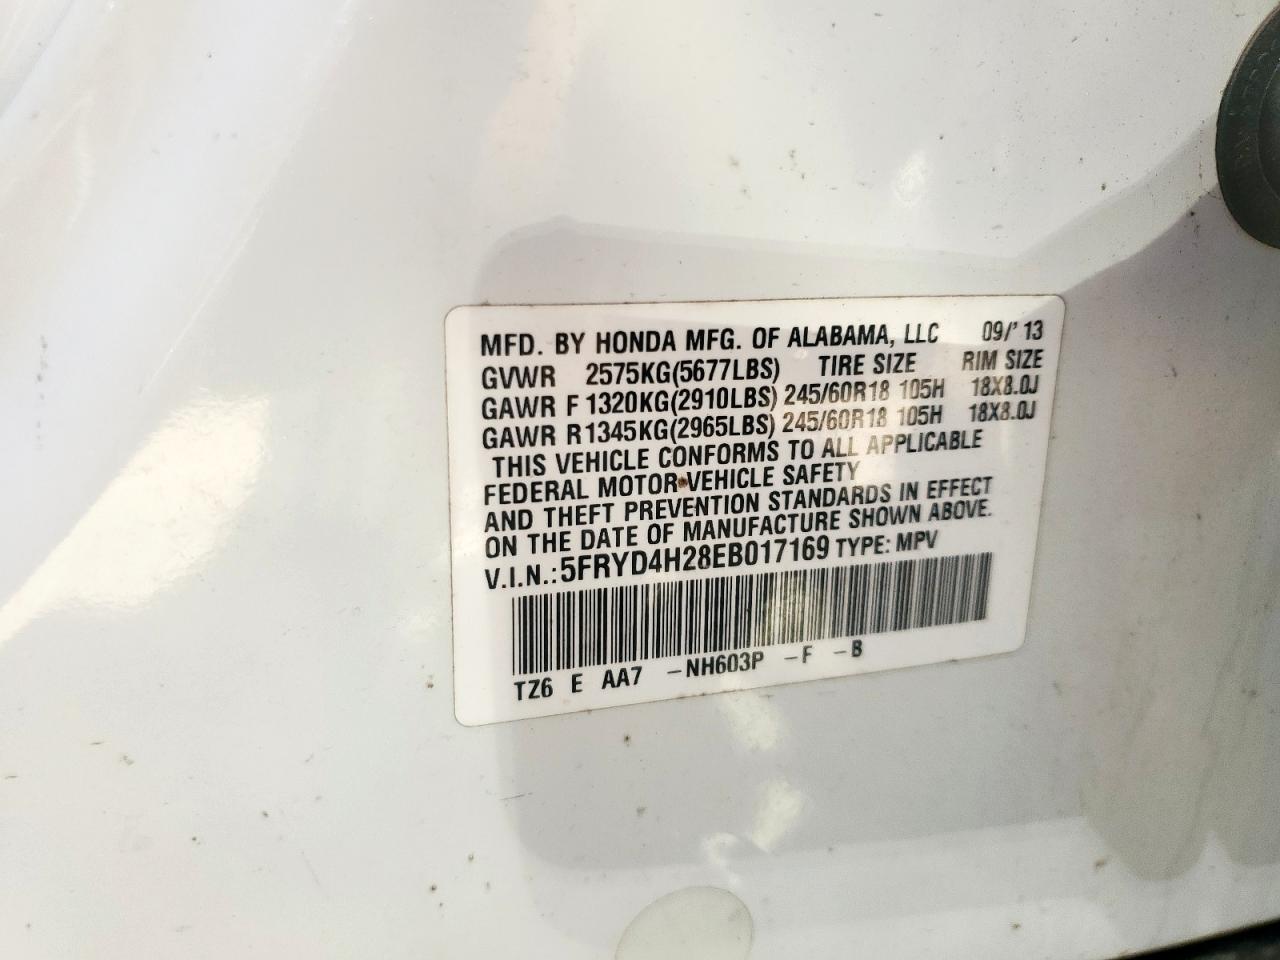 MFD. BY HONDA MFG. OF ALABAMA, LLC 09/'13
GVWR 2575KG(5677LBS) TIRE SIZE RIM SIZE
GAWR F 1320KG(2910LBS) 245/60R18 105H 18X8.0J
GAWR R 1345KG(2965LBS) 245/60R18 105H 18X8.0J
THIS VEHICLE CONFORMS TO ALL APPLICABLE
FEDERAL MOTOR VEHICLE SAFETY
AND THEFT PREVENTION STANDARDS IN EFFECT
ON THE DATE OF MANUFACTURE SHOWN ABOVE.
V.I.N.:5FRYD4H28EB017169 TYPE: MPV
TZ6 E AA7 -NH603P -F -B